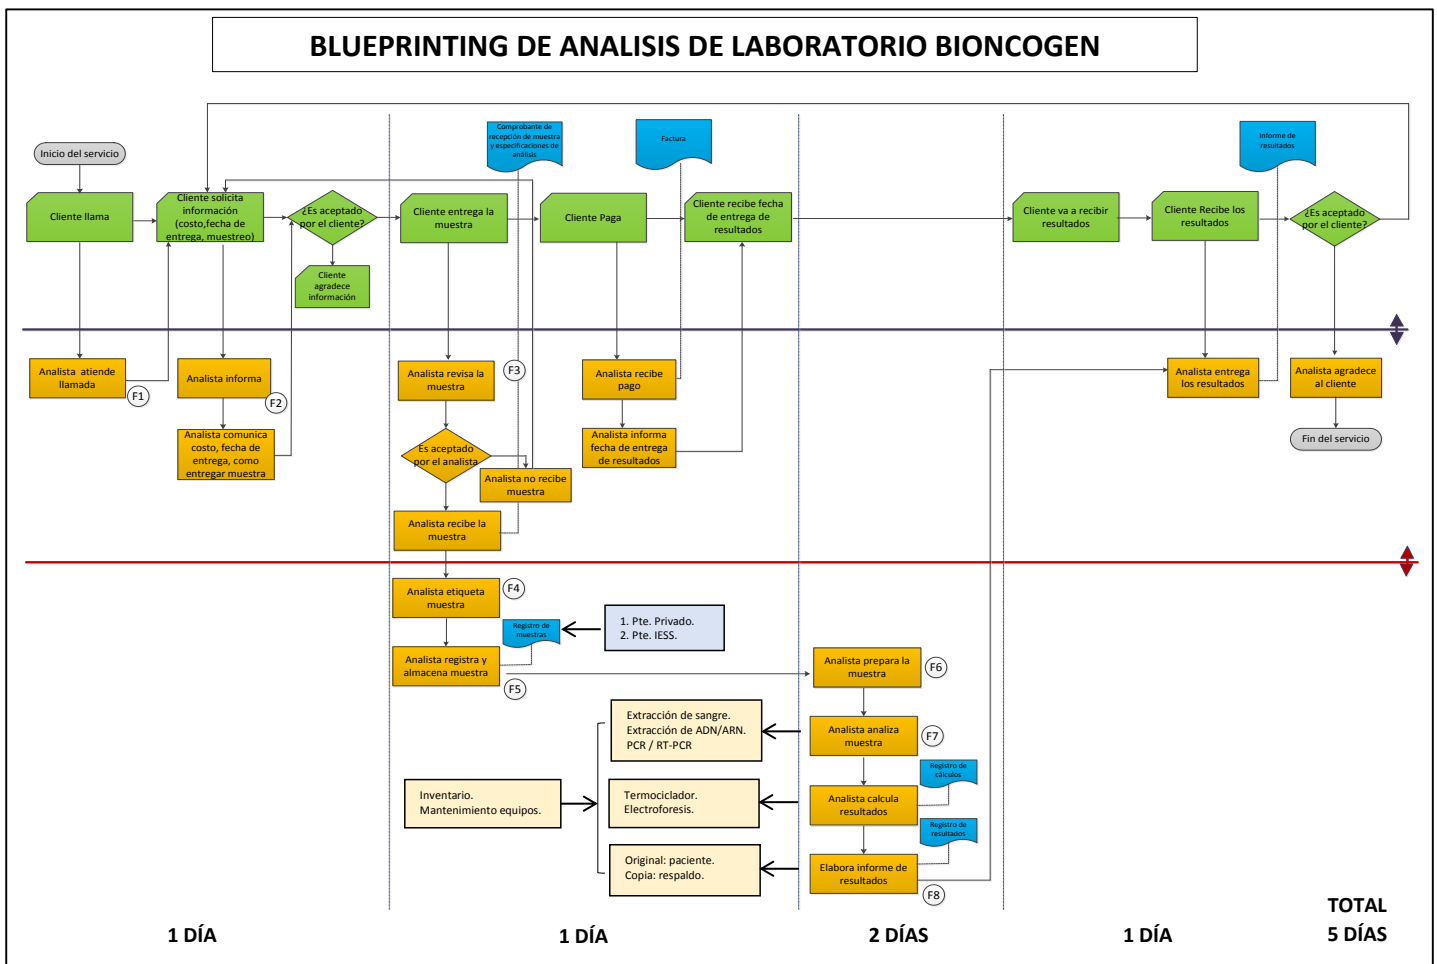 BLUEPRINTING DE ANALISIS DE LABORATORIO BIONCOGEN
Inicio del servicio
Comprobante de
recepción de muestra
y especificaciones de
análisis
Factura
Informe de
resultados
Cliente llama
Cliente solicita
información
(costo,fecha de
entrega, muestreo)
¿Es aceptado
por el cliente?
Cliente entrega la
muestra
Cliente Paga
Cliente recibe fecha
de entrega de
resultados
Cliente va a recibir
resultados
Cliente Recibe los
resultados
¿Es aceptado
por el cliente?
Cliente
agradece
información
Analista atiende
llamada
F1
Analista informa
F2
Analista comunica
costo, fecha de
entrega, como
entregar muestra
Analista revisa la
muestra
F3
Es aceptado
por el analista
Analista no recibe
muestra
Analista recibe la
muestra
Analista recibe
pago
Analista informa
fecha de entrega
de resultados
Analista entrega
los resultados
Analista agradece
al cliente
Fin del servicio
Analista etiqueta
muestra
F4
Registro de
muestras
1. Pte. Privado.
2. Pte. IESS.
Analista registra y
almacena muestra
F5
Analista prepara la
muestra
F6
Extracción de sangre.
Extracción de ADN/ARN.
PCR / RT-PCR
Analista analiza
muestra
F7
Inventario.
Mantenimiento equipos.
Termociclador.
Electroforesis.
Analista calcula
resultados
Registro de
cálculos
Registro de
resultados
Original: paciente.
Copia: respaldo.
Elabora informe de
resultados
F8
1 DÍA
1 DÍA
2 DÍAS
1 DÍA
TOTAL
5 DÍAS